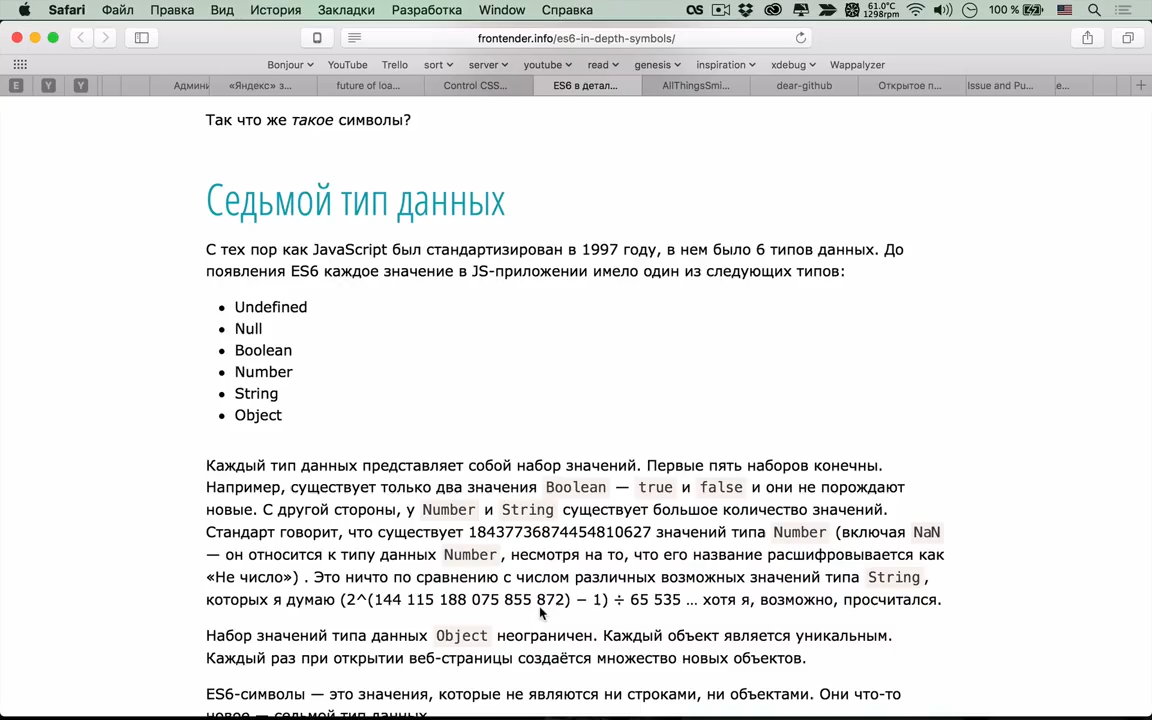 Safari Файл Правка Вид История Закладки Разработка Window Справка 61.0°C 1298rpm 100 %
frontender.info/es6-in-depth-symbols/
Bonjour YouTube Trello sort server youtube read genesis inspiration xdebug Wappalyzer
E Y Y Админи «Яндекс» з... future of loa... Control CSS... ES6 в детал... AllThingsSmi... dear-github Открытое п... Issue and Pu... е...
Так что же такое символы?
Седьмой тип данных
С тех пор как JavaScript был стандартизирован в 1997 году, в нем было 6 типов данных. До
появления ES6 каждое значение в JS-приложении имело один из следующих типов:
• Undefined
• Null
• Boolean
• Number
• String
• Object
Каждый тип данных представляет собой набор значений. Первые пять наборов конечны.
Например, существует только два значения Boolean — true и false и они не порождают
новые. С другой стороны, у Number и String существует большое количество значений.
Стандарт говорит, что существует 18437736874454810627 значений типа Number (включая NaN
— он относится к типу данных Number, несмотря на то, что его название расшифровывается как
«Не число») . Это ничто по сравнению с числом различных возможных значений типа String,
которых я думаю (2^(144 115 188 075 855 872) − 1) ÷ 65 535 … хотя я, возможно, просчитался.
Набор значений типа данных Object неограничен. Каждый объект является уникальным.
Каждый раз при открытии веб-страницы создаётся множество новых объектов.
ES6-символы — это значения, которые не являются ни строками, ни объектами. Они что-то
новое — седьмой тип данных.